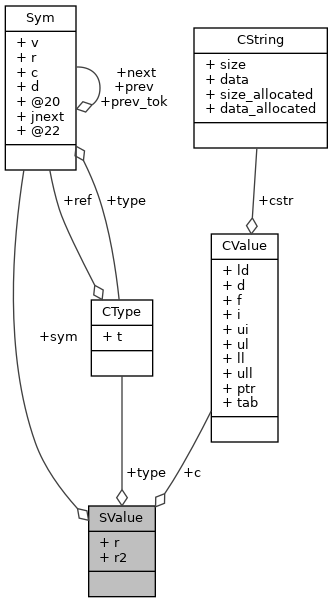 Sym
+ v
+ r
+ c
+ d
+ @20
+ jnext
+ @22
+next
+prev
+prev_tok
CString
+ size
+ data
+ size_allocated
+ data_allocated
+ref
+type
+cstr
CValue
+ ld
+ d
+ f
+ i
+ ui
+ ul
+ ll
+ ull
+ ptr
+ tab
CType
+ t
+sym
+type
+c
SValue
+ r
+ r2